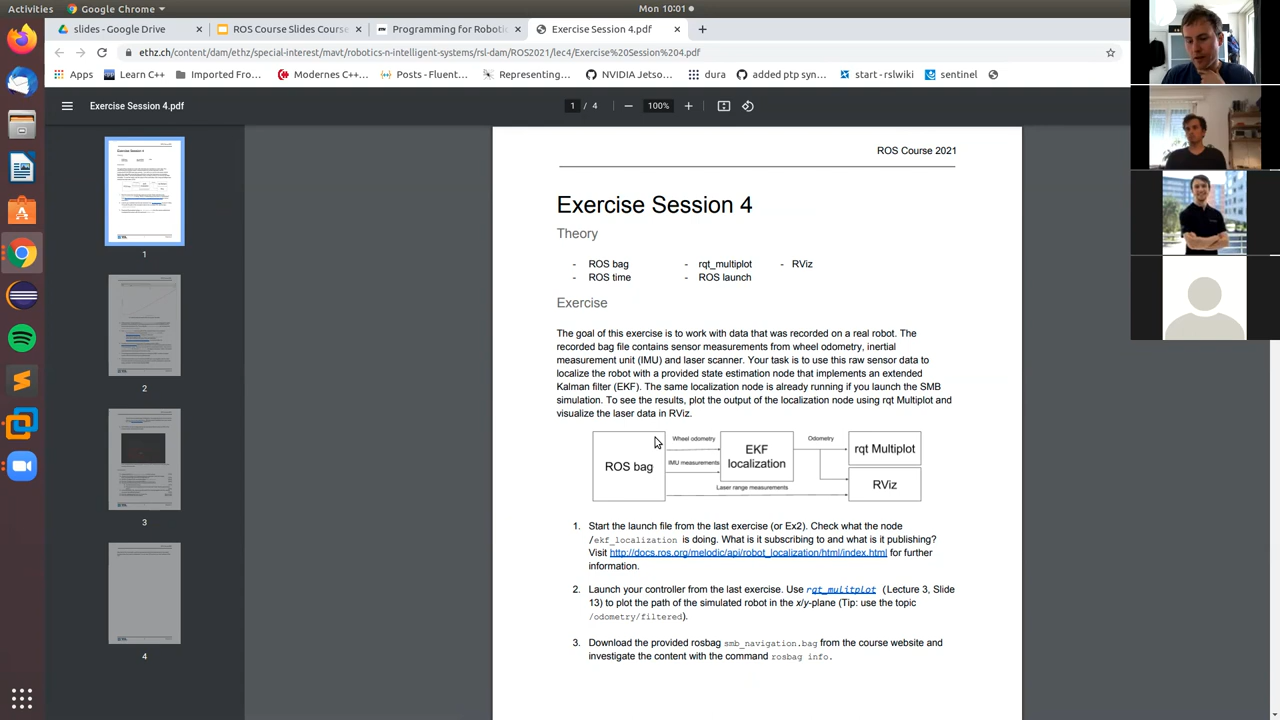 Activities
Google Chrome
Mon 10:01
slides - Google Drive
ROS Course Slides Course
Programming for Robotic
Exercise Session 4.pdf
ethz.ch/content/dam/ethz/special-interest/mavt/robotics-n-intelligent-systems/rsl-dam/ROS2021/lec4/Exercise%20Session%204.pdf
Apps
Learn C++
Imported Fro...
Modernes C++...
Posts - Fluent...
Representing...
NVIDIA Jetso...
dura
added ptp syn...
start - rslwiki
sentinel
Exercise Session 4.pdf
1 / 4
100%
1
2
3
4
ROS Course 2021
Exercise Session 4
Theory
- ROS bag - rqt_multiplot - RViz
- ROS time - ROS launch
Exercise
The goal of this exercise is to work with data that was recorded on a real robot. The
recorded bag file contains sensor measurements from wheel odometry, inertial
measurement unit (IMU) and laser scanner. Your task is to use this raw sensor data to
localize the robot with a provided state estimation node that implements an extended
Kalman filter (EKF). The same localization node is already running if you launch the SMB
simulation. To see the results, plot the output of the localization node using rqt Multiplot and
visualize the laser data in RViz.
ROS bag
Wheel odometry
IMU measurements
Laser range measurements
EKF
localization
Odometry
rqt Multiplot
RViz
1. Start the launch file from the last exercise (or Ex2). Check what the node
/ekf_localization is doing. What is it subscribing to and what is it publishing?
Visit http://docs.ros.org/melodic/api/robot_localization/html/index.html for further
information.
2. Launch your controller from the last exercise. Use rqt_mulitplot (Lecture 3, Slide
13) to plot the path of the simulated robot in the x/y-plane (Tip: use the topic
/odometry/filtered).
3. Download the provided rosbag smb_navigation.bag from the course website and
investigate the content with the command rosbag info.